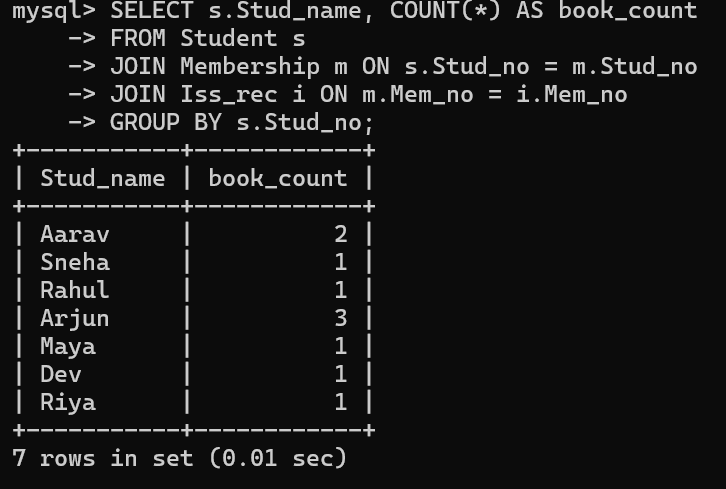 mysql> SELECT s.Stud_name, COUNT(*) AS book_count
    -> FROM Student s
    -> JOIN Membership m ON s.Stud_no = m.Stud_no
    -> JOIN Iss_rec i ON m.Mem_no = i.Mem_no
    -> GROUP BY s.Stud_no;
+-----------+------------+
| Stud_name | book_count |
+-----------+------------+
| Aarav     |          2 |
| Sneha     |          1 |
| Rahul     |          1 |
| Arjun     |          3 |
| Maya      |          1 |
| Dev       |          1 |
| Riya      |          1 |
+-----------+------------+
7 rows in set (0.01 sec)